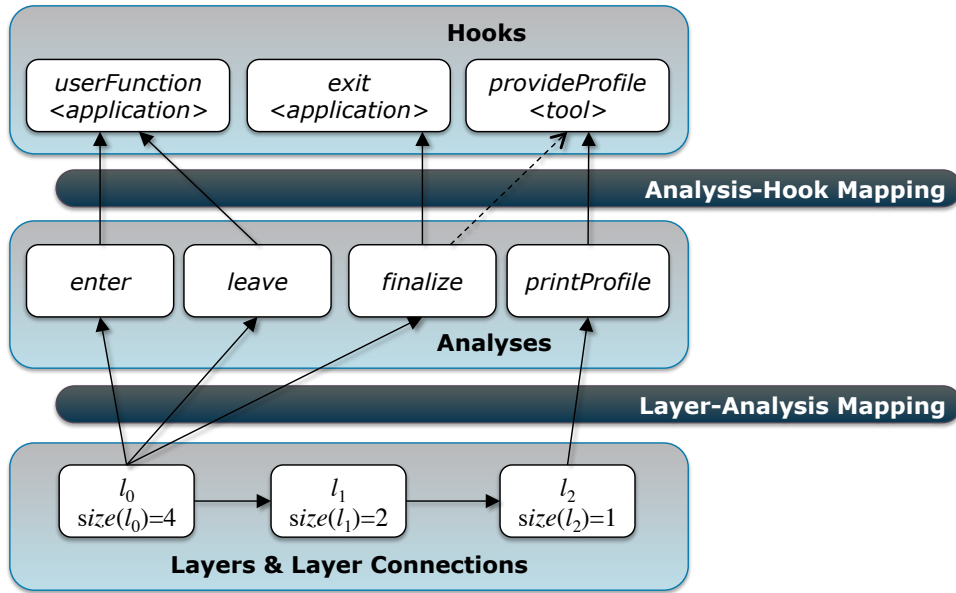 Hooks
userFunction
<application>
exit
<application>
provideProfile
<tool>
Analysis-Hook Mapping
enter
leave
finalize
printProfile
Analyses
Layer-Analysis Mapping
l₀
size(l₀)=4
l₁
size(l₁)=2
l₂
size(l₂)=1
Layers & Layer Connections